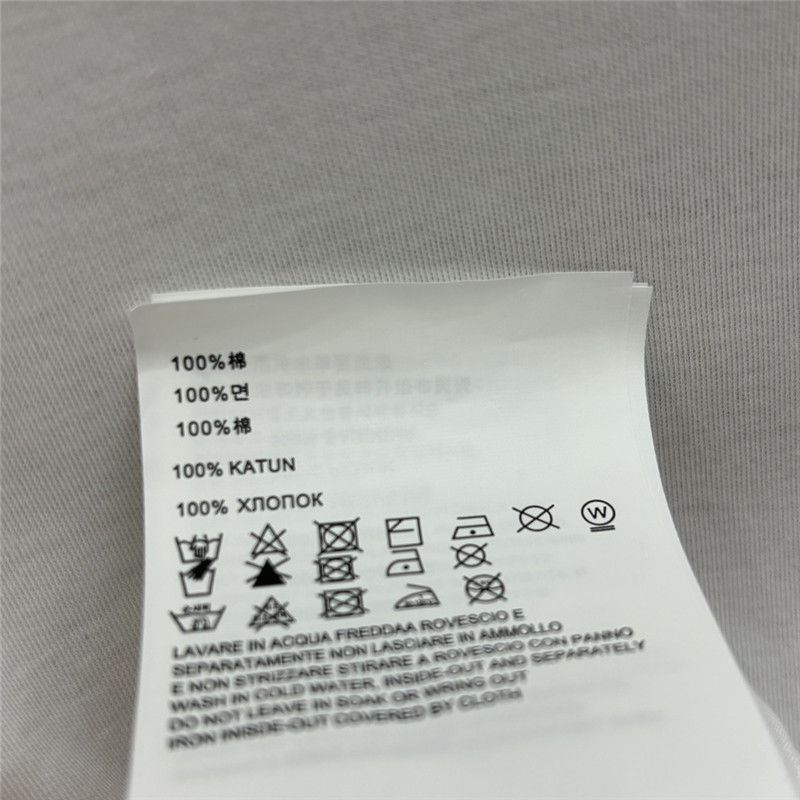 100%棉
100%면
100%棉
100% KATUN
100% ХЛОПОК
W
LAVARE IN ACQUA FREDDAA ROVESCIO E
SEPARATAMENTE NON LASCIARE IN AMMOLLO
E NON STRIZZARE STIRARE A ROVESCIO CON PANNO
WASH IN COLD WATER, INSIDE-OUT AND SEPARATELY
DO NOT LEAVE IN SOAK OR WRING OUT
IRON INISDE-OUT COVERED BY CLOTH